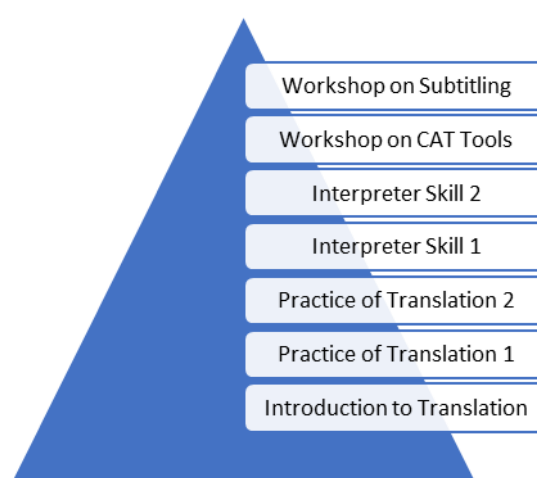 Workshop on Subtitling
Workshop on CAT Tools
Interpreter Skill 2
Interpreter Skill 1
Practice of Translation 2
Practice of Translation 1
Introduction to Translation